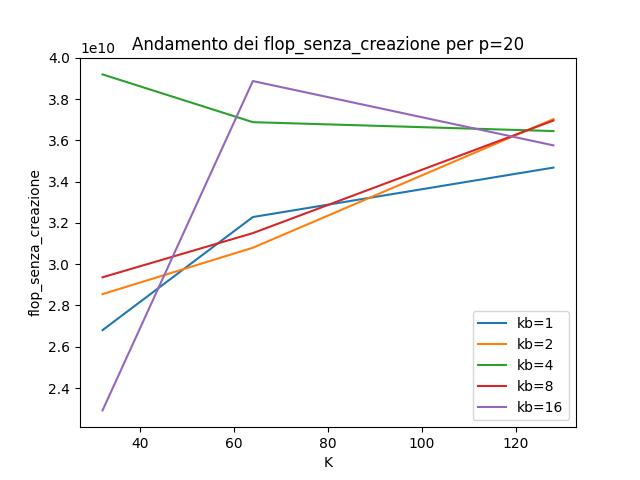 Andamento dei flop_senza_creazione per p=20
1e10
4.0
3.8
3.6
3.4
3.2
3.0
2.8
2.6
2.4
flop_senza_creazione
40 60 80 100 120
K
kb=1
kb=2
kb=4
kb=8
kb=16